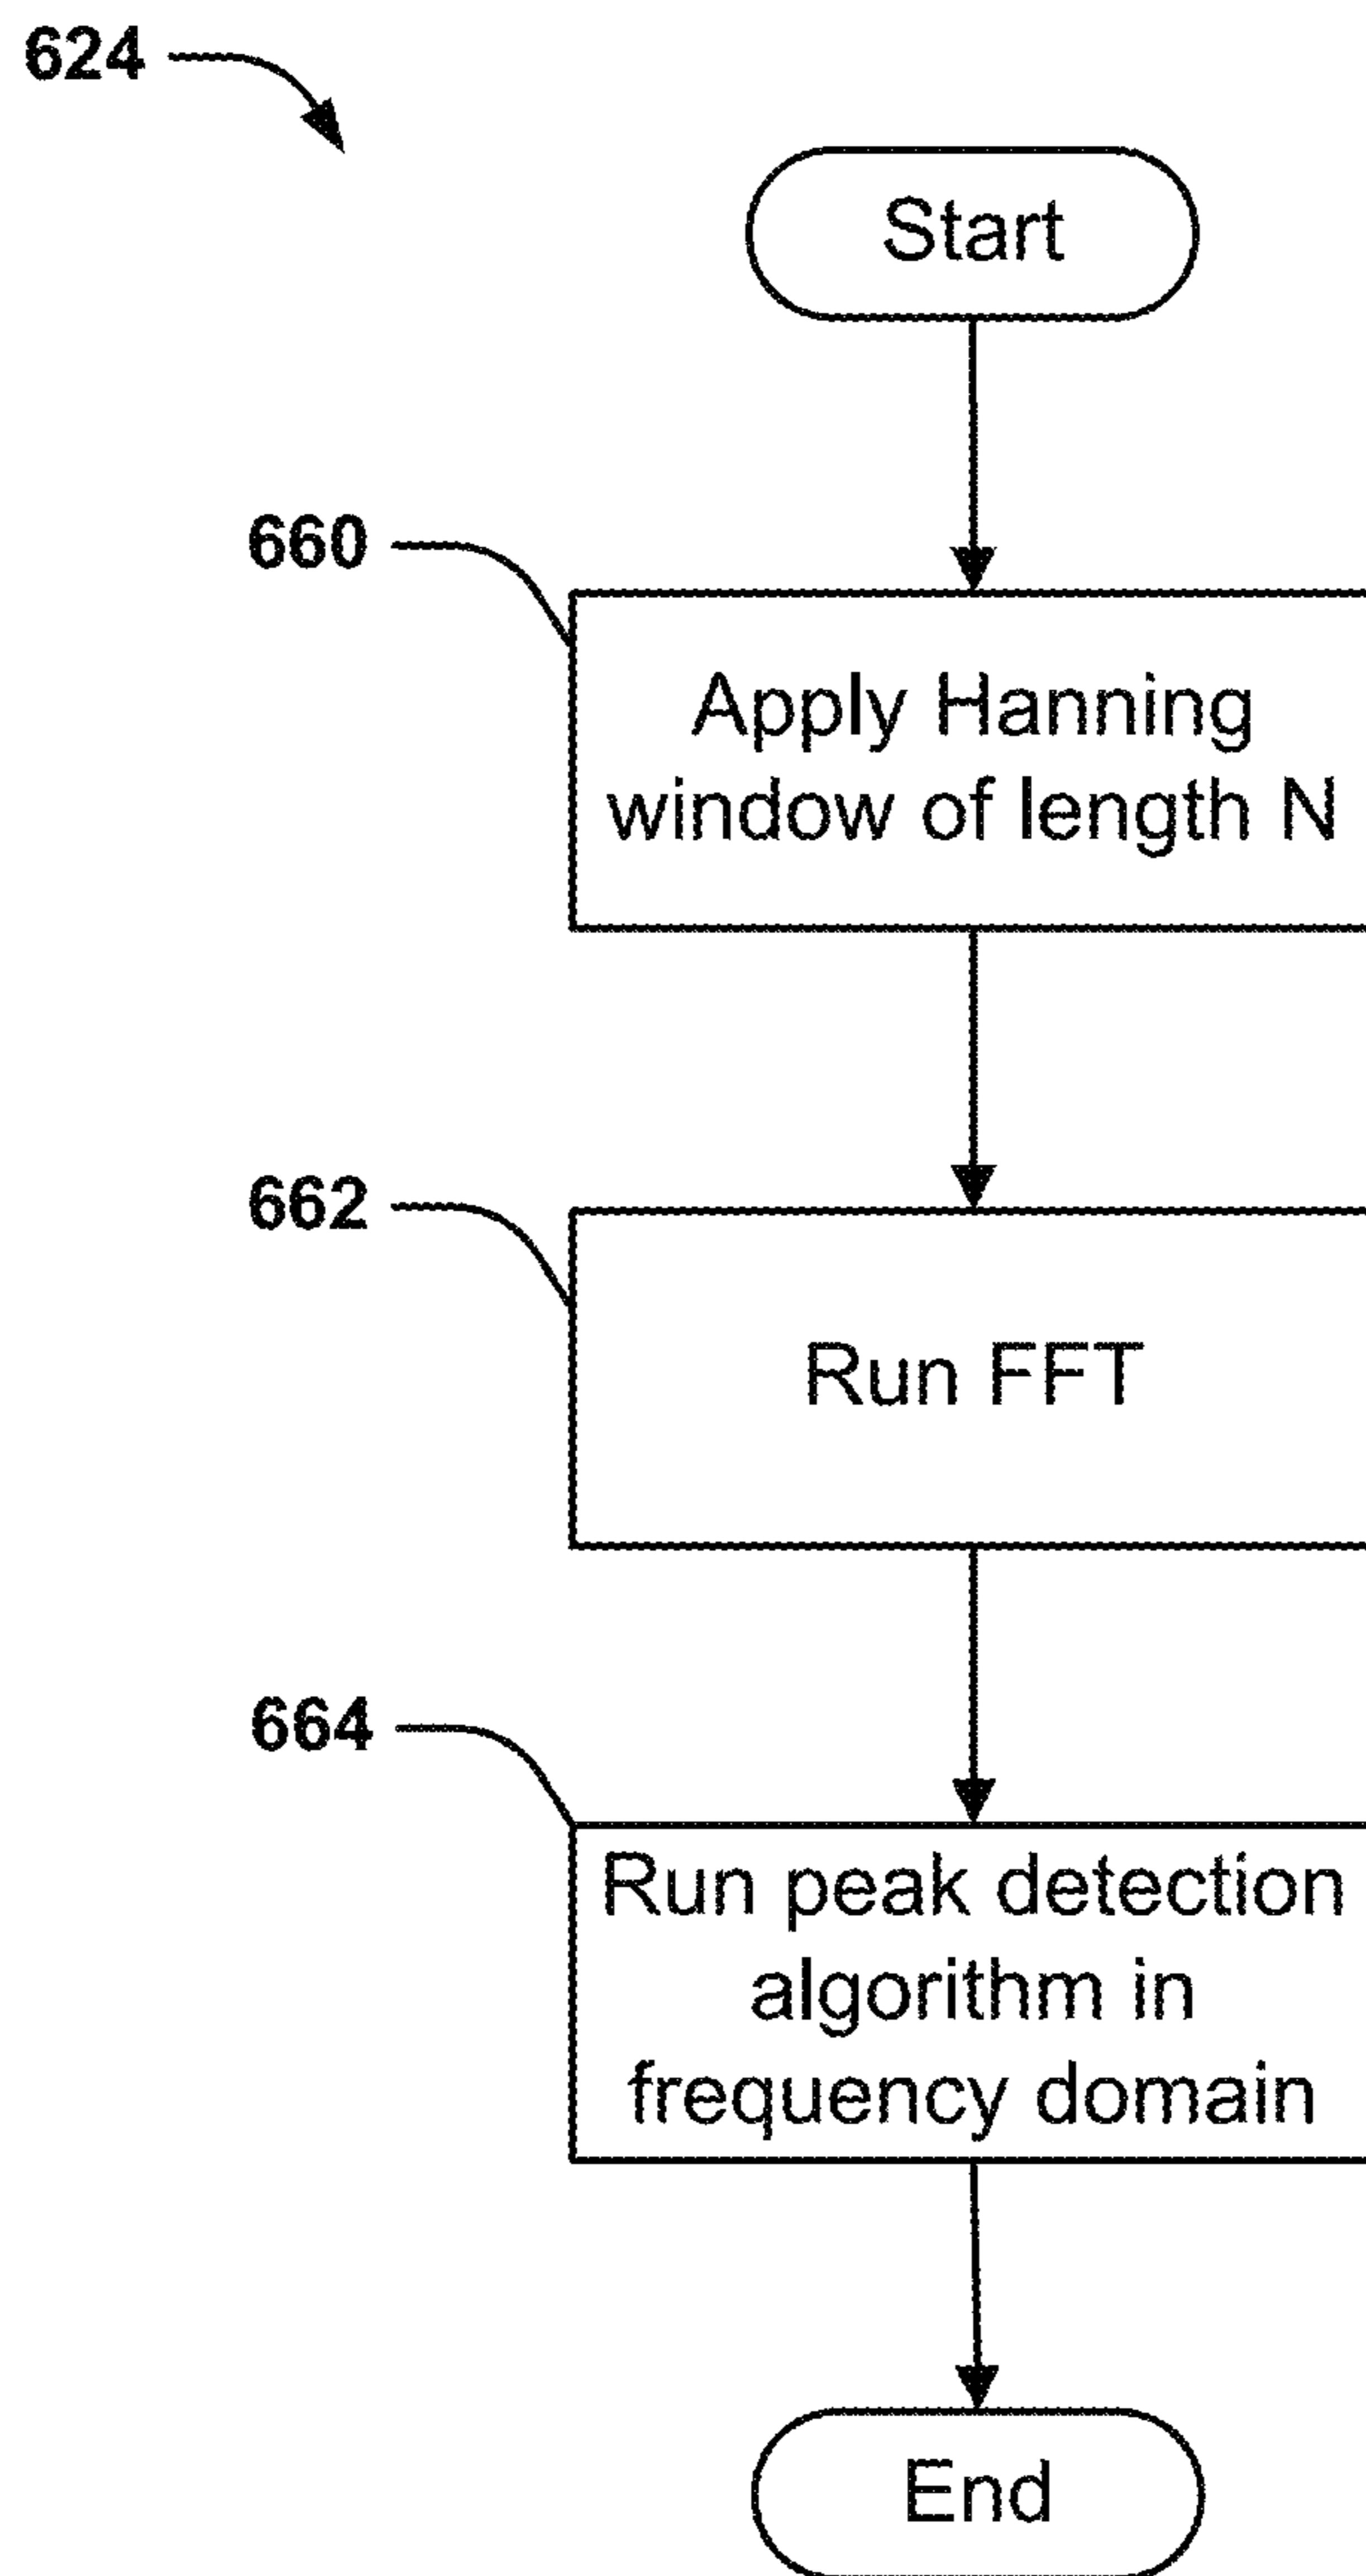 624
Start
660
Apply Hanning
window of length N
662
Run FFT
664
Run peak detection
algorithm in
frequency domain
End